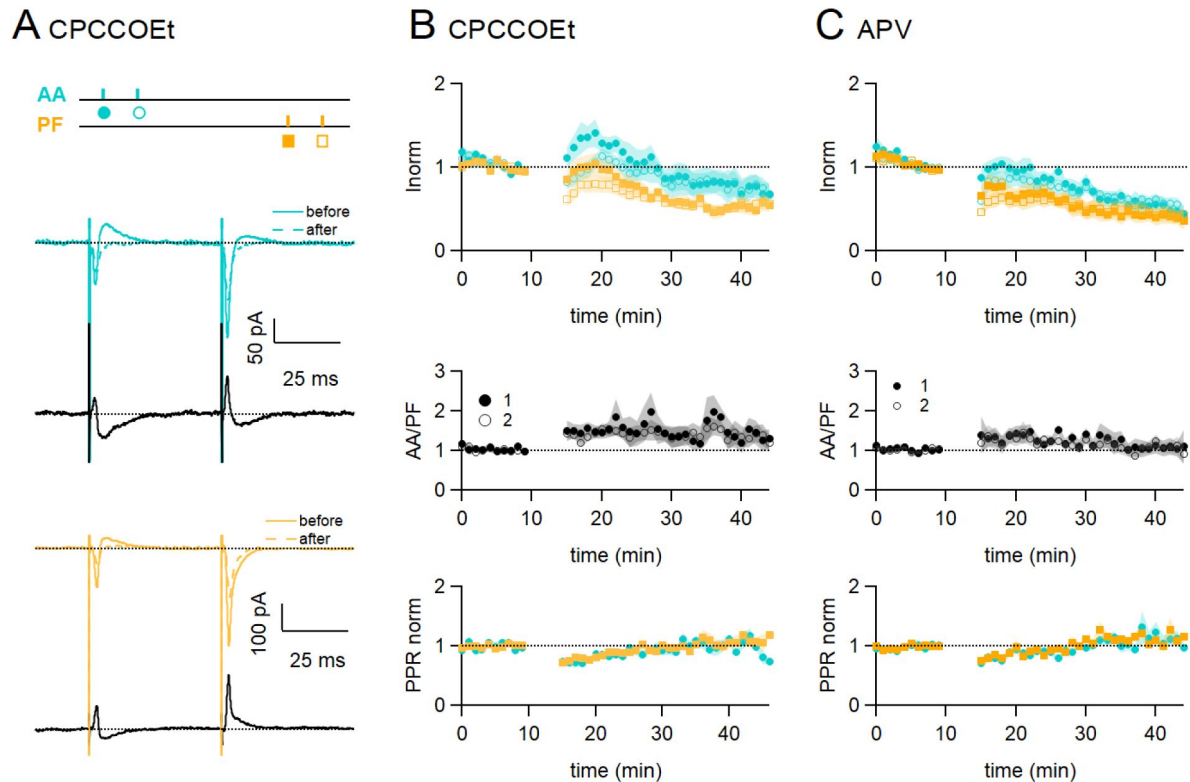 A CPCCOEt
AA
PF
before
after
50 pA
25 ms
before
after
100 pA
25 ms
B CPCCOEt
2
1
0
Inorm
0 10 20 30 40
time (min)
3
2
1
0
AA/PF
1
2
0 10 20 30 40
time (min)
2
1
0
PPR norm
0 10 20 30 40
time (min)
C APV
2
1
0
Inorm
0 10 20 30 40
time (min)
3
2
1
0
AA/PF
1
2
0 10 20 30 40
time (min)
2
1
0
PPR norm
0 10 20 30 40
time (min)